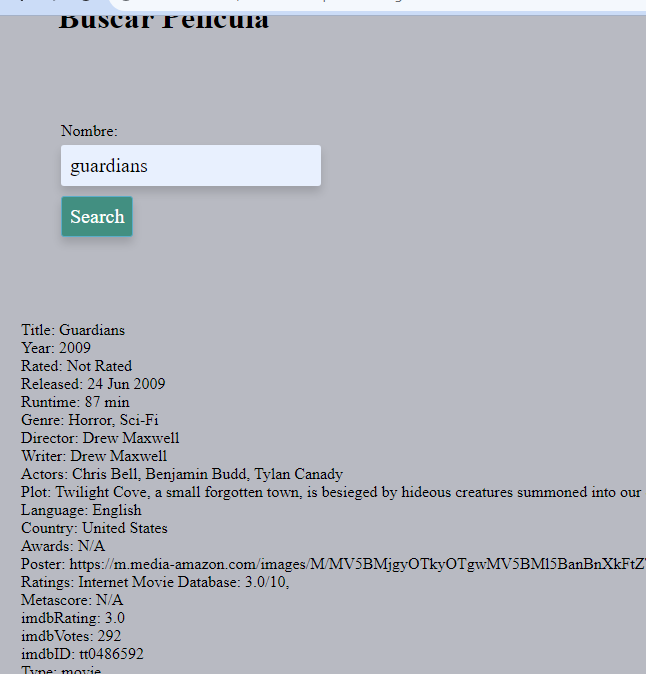 Buscar Película
Nombre:
guardians
Search
Title: Guardians
Year: 2009
Rated: Not Rated
Released: 24 Jun 2009
Runtime: 87 min
Genre: Horror, Sci-Fi
Director: Drew Maxwell
Writer: Drew Maxwell
Actors: Chris Bell, Benjamin Budd, Tylan Canady
Plot: Twilight Cove, a small forgotten town, is besieged by hideous creatures summoned into our
Language: English
Country: United States
Awards: N/A
Poster: https://m.media-amazon.com/images/M/MV5BMjgyOTkyOTgwMV5BMl5BanBnXkFtZ
Ratings: Internet Movie Database: 3.0/10,
Metascore: N/A
imdbRating: 3.0
imdbVotes: 292
imdbID: tt0486592
Type: movie